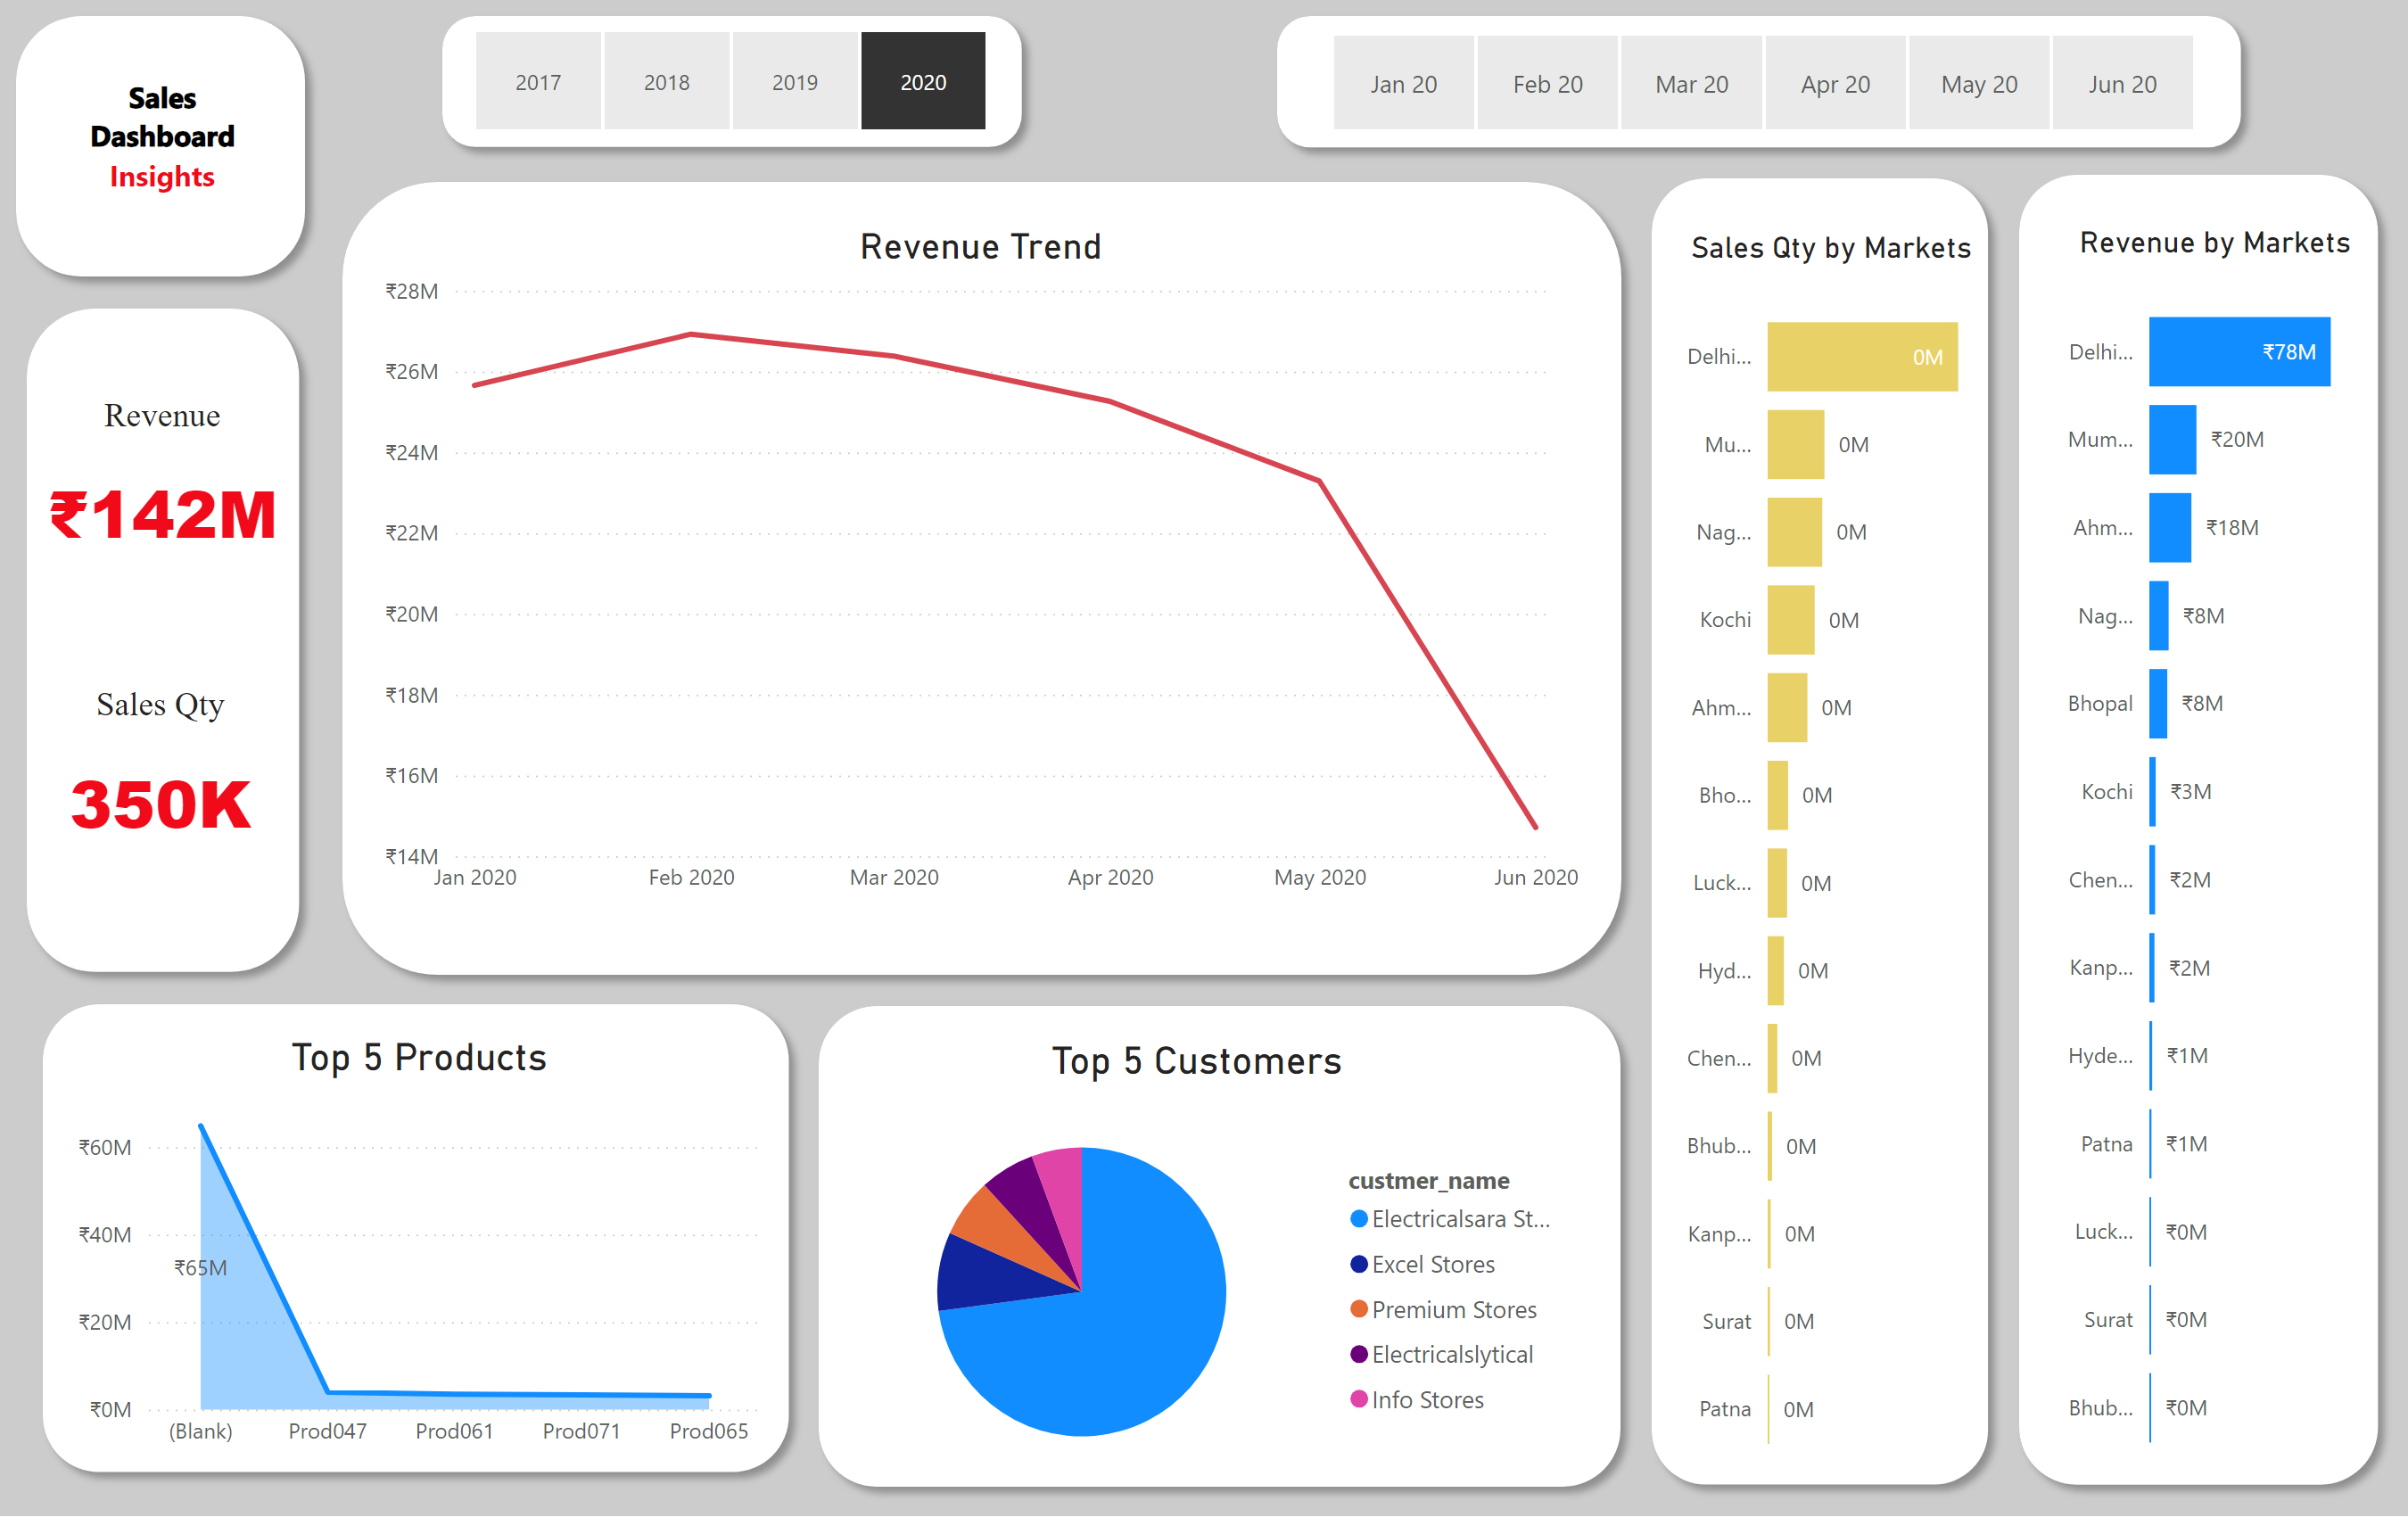 Sales
Dashboard
Insights
2017 2018 2019 2020
Jan 20 Feb 20 Mar 20 Apr 20 May 20 Jun 20
Revenue
₹142M
Sales Qty
350K
Revenue Trend
₹28M
₹26M
₹24M
₹22M
₹20M
₹18M
₹16M
₹14M
Jan 2020 Feb 2020 Mar 2020 Apr 2020 May 2020 Jun 2020
Sales Qty by Markets
Delhi... 0M
Mu... 0M
Nag... 0M
Kochi 0M
Ahm... 0M
Bho... 0M
Luck... 0M
Hyd... 0M
Chen... 0M
Bhub... 0M
Kanp... 0M
Surat 0M
Patna 0M
Revenue by Markets
Delhi... ₹78M
Mum... ₹20M
Ahm... ₹18M
Nag... ₹8M
Bhopal ₹8M
Kochi ₹3M
Chen... ₹2M
Kanp... ₹2M
Hyde... ₹1M
Patna ₹1M
Luck... ₹0M
Surat ₹0M
Bhub... ₹0M
Top 5 Products
₹60M
₹40M
₹65M
₹20M
₹0M
(Blank) Prod047 Prod061 Prod071 Prod065
Top 5 Customers
custmer_name
Electricalsara St...
Excel Stores
Premium Stores
Electricalslytical
Info Stores